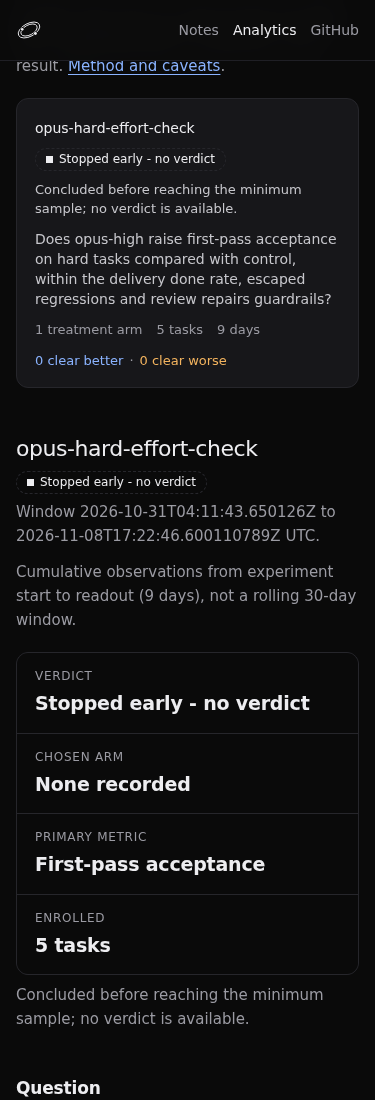 Notes Analytics GitHub
result. Method and caveats.
opus-hard-effort-check
Stopped early - no verdict
Concluded before reaching the minimum
sample; no verdict is available.
Does opus-high raise first-pass acceptance
on hard tasks compared with control,
within the delivery done rate, escaped
regressions and review repairs guardrails?
1 treatment arm 5 tasks 9 days
0 clear better · 0 clear worse
opus-hard-effort-check
Stopped early - no verdict
Window 2026-10-31T04:11:43.650126Z to
2026-11-08T17:22:46.600110789Z UTC.
Cumulative observations from experiment
start to readout (9 days), not a rolling 30-day
window.
VERDICT
Stopped early - no verdict
CHOSEN ARM
None recorded
PRIMARY METRIC
First-pass acceptance
ENROLLED
5 tasks
Concluded before reaching the minimum
sample; no verdict is available.
Question